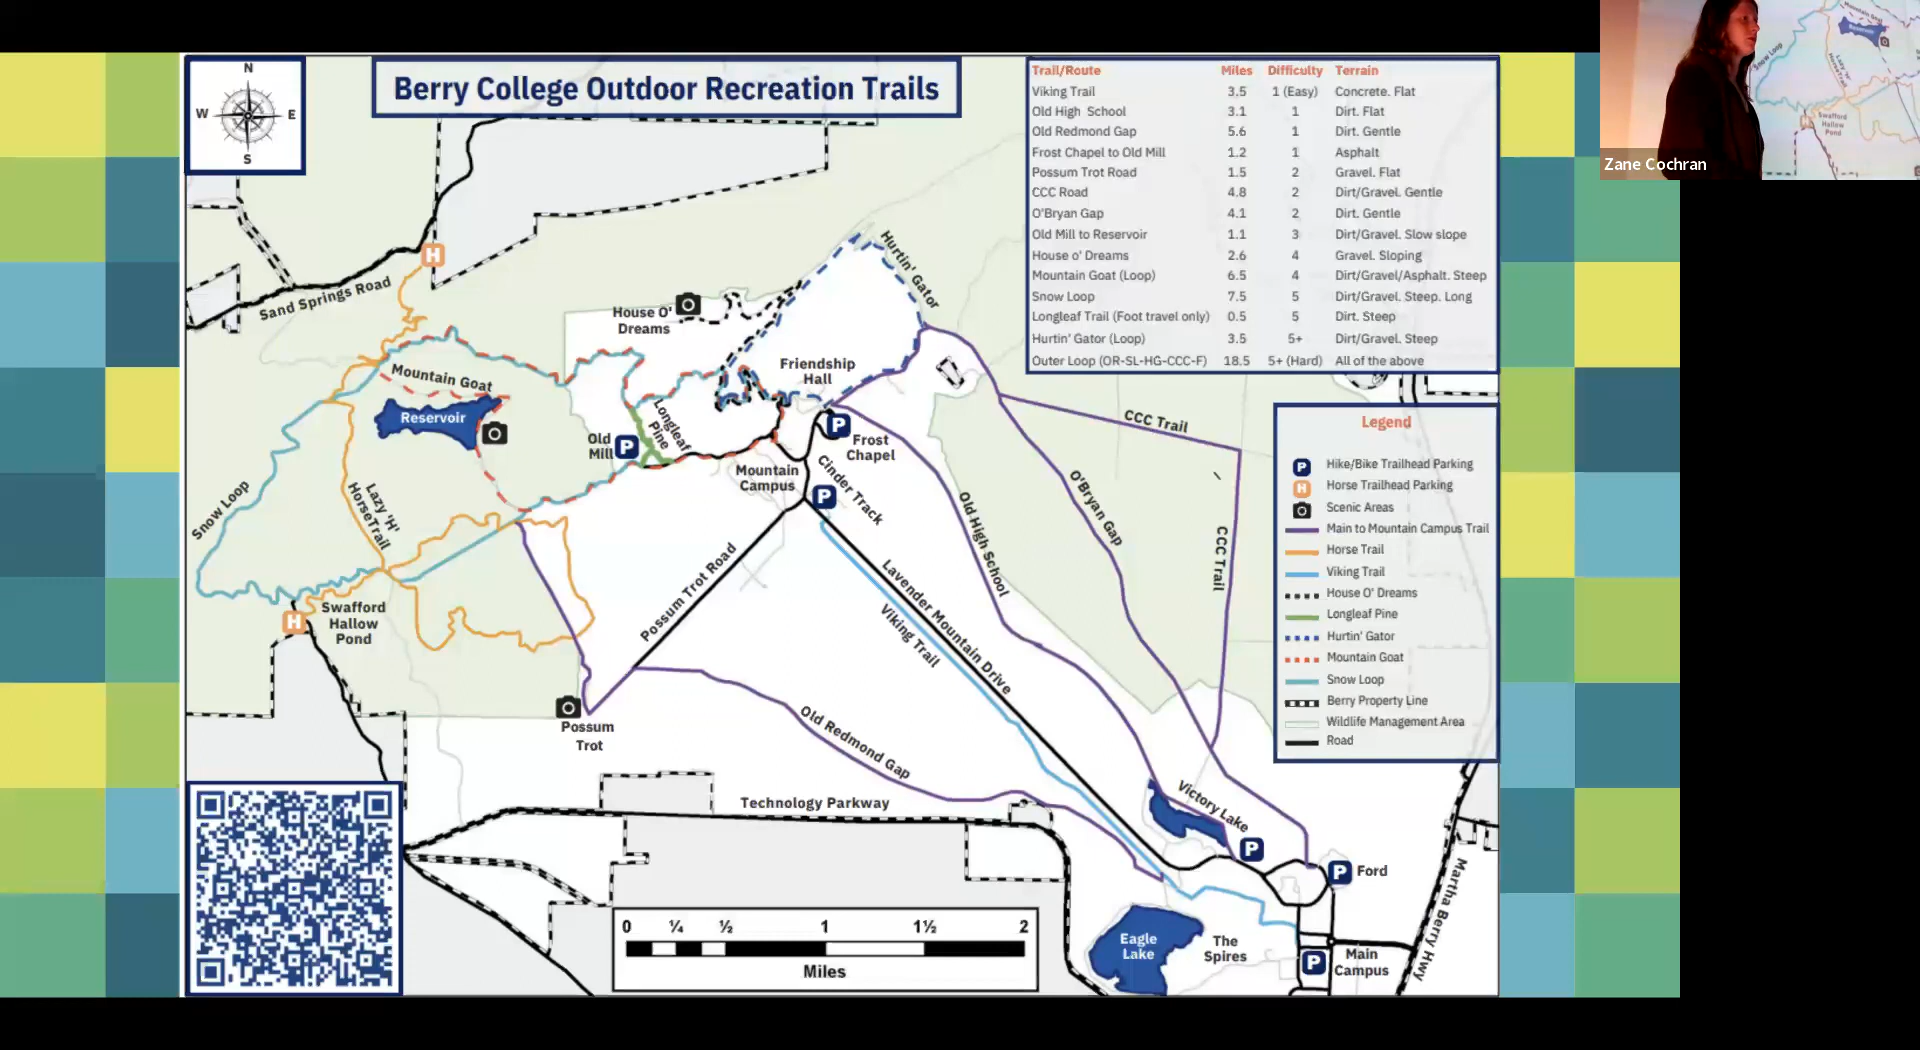 Berry College Outdoor Recreation Trails
N
W E
S
Trail/Route Miles Difficulty Terrain
Viking Trail 3.5 1 (Easy) Concrete. Flat
Old High School 3.1 1 Dirt. Flat
Old Redmond Gap 5.6 1 Dirt. Gentle
Frost Chapel to Old Mill 1.2 1 Asphalt
Possum Trot Road 1.5 2 Gravel. Flat
CCC Road 4.8 2 Dirt/Gravel. Gentle
O'Bryan Gap 4.1 2 Dirt. Gentle
Old Mill to Reservoir 1.1 3 Dirt/Gravel. Slow slope
House o' Dreams 2.6 4 Gravel. Sloping
Mountain Goat (Loop) 6.5 4 Dirt/Gravel/Asphalt. Steep
Snow Loop 7.5 5 Dirt/Gravel. Steep. Long
Longleaf Trail (Foot travel only) 0.5 5 Dirt. Steep
Hurtin' Gator (Loop) 3.5 5+ Dirt/Gravel. Steep
Outer Loop (OR-SL-HG-CCC-F) 18.5 5+ (Hard) All of the above
Zane Cochran
Mountain Goat
Reservoir
Snow Loop
Lazy 'H'
Horse Trail
Swafford
Hallow
Pond
H
Sand Springs Road
Hurtin' Gator
House O'
Dreams
Friendship
Hall
Mountain Goat
Reservoir
Longleaf
Pine
Old
Mill
P
P
Frost
Chapel
Mountain
Campus
Cinder Track
P
CCC Trail
O'Bryan Gap
Old High School
CCC Trail
Snow Loop
Lazy 'H'
HorseTrail
Possum Trot Road
Lavender Mountain Drive
Viking Trail
H
Swafford
Hallow
Pond
Possum
Trot
Old Redmond Gap
Technology Parkway
Victory Lake
P
P
Ford
Martha Berry Hwy
Eagle
Lake
The
Spires
P
Main
Campus
Legend
P Hike/Bike Trailhead Parking
H Horse Trailhead Parking
Scenic Areas
Main to Mountain Campus Trail
Horse Trail
Viking Trail
House O' Dreams
Longleaf Pine
Hurtin' Gator
Mountain Goat
Snow Loop
Berry Property Line
Wildlife Management Area
Road
0 ¼ ½ 1 1½ 2
Miles